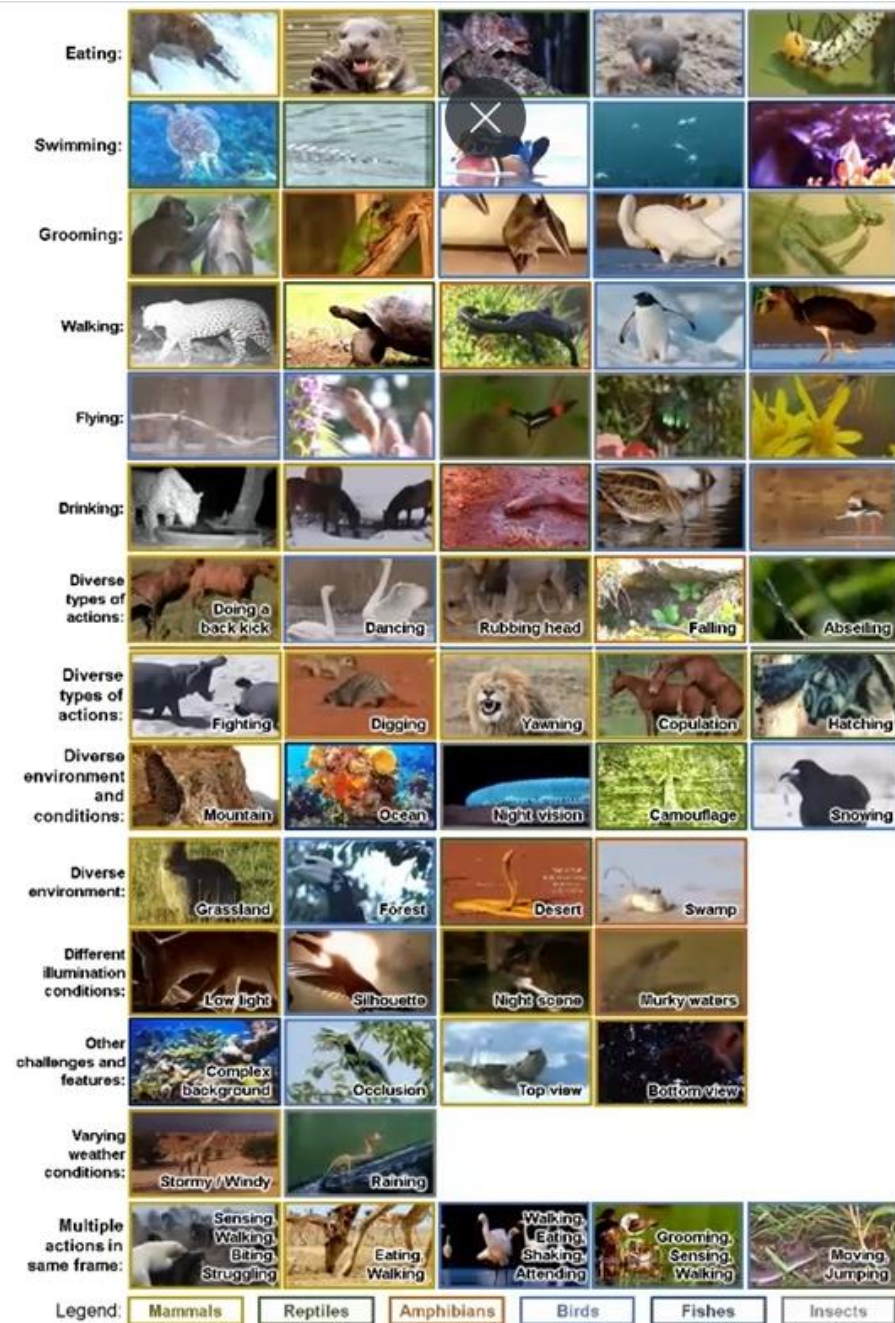 Eating:
Swimming:
Grooming:
Walking:
Flying:
Drinking:
Diverse
types of
actions:
Doing a
back kick
Dancing
Rubbing head
Falling
Abseiling
Diverse
types of
actions:
Fighting
Digging
Yawning
Copulation
Hatching
Diverse
environment
and
conditions:
Mountain
Ocean
Night vision
Camouflage
Snowing
Diverse
environment:
Grassland
Forest
Desert
Swamp
Different
illumination
conditions:
Low light
Silhouette
Night scene
Murky waters
Other
challenges and
features:
Complex
background
Occlusion
Top view
Bottom view
Varying
weather
conditions:
Stormy / Windy
Raining
Multiple
actions in
same frame:
Sensing,
Walking,
Biting,
Struggling
Eating,
Walking
Walking,
Eating,
Shaking,
Attending
Grooming,
Sensing,
Walking
Moving,
Jumping
Legend:
Mammals
Reptiles
Amphibians
Birds
Fishes
Insects